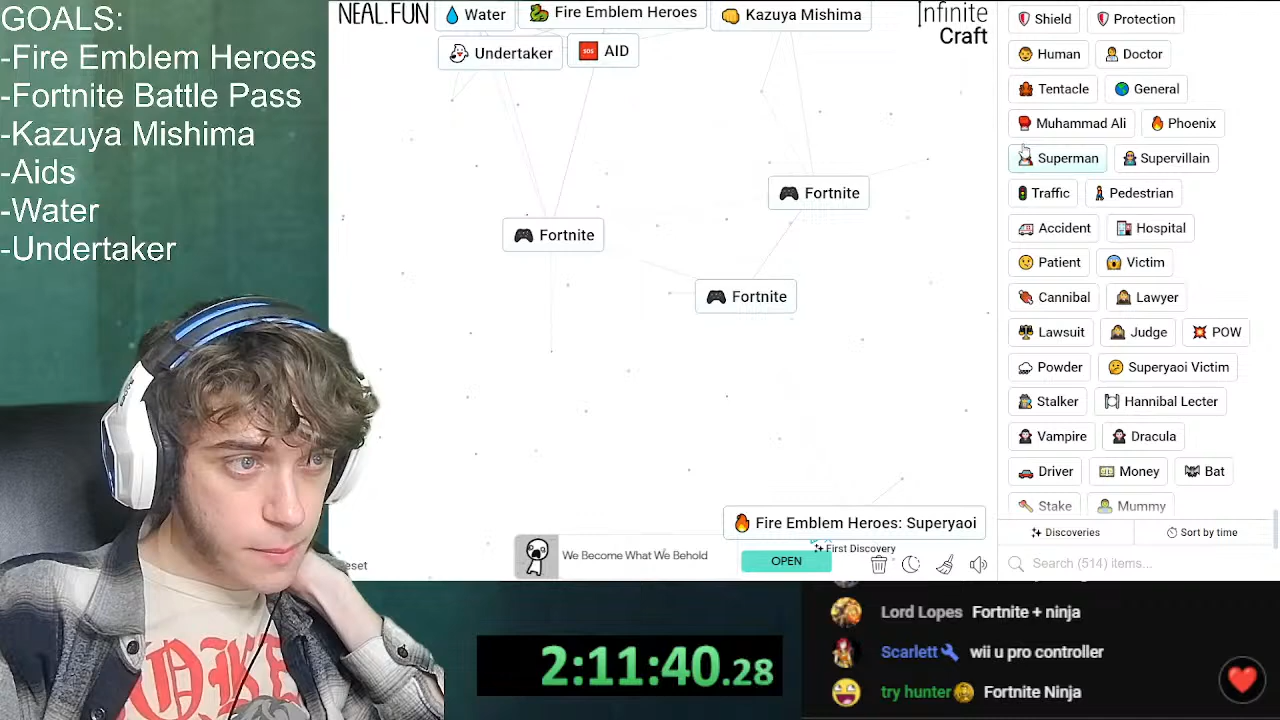 GOALS:
-Fire Emblem Heroes
-Fortnite Battle Pass
-Kazuya Mishima
-Aids
-Water
-Undertaker
NEAL.FUN
Water
Fire Emblem Heroes
Kazuya Mishima
Infinite
Craft
Undertaker
SOS AID
Fortnite
Fortnite
Fortnite
Fire Emblem Heroes: Superyaoi
First Discovery
We Become What We Behold
OPEN
eset
Shield
Protection
Human
Doctor
Tentacle
General
Muhammad Ali
Phoenix
Superman
Supervillain
Traffic
Pedestrian
Accident
Hospital
Patient
Victim
Cannibal
Lawyer
Lawsuit
Judge
POW
Powder
Superyaoi Victim
Stalker
Hannibal Lecter
Vampire
Dracula
Driver
Money
Bat
Stake
Mummy
Discoveries
Sort by time
Search (514) items...
2:11:40.28
Lord Lopes Fortnite + ninja
Scarlett wii u pro controller
try hunter Fortnite Ninja